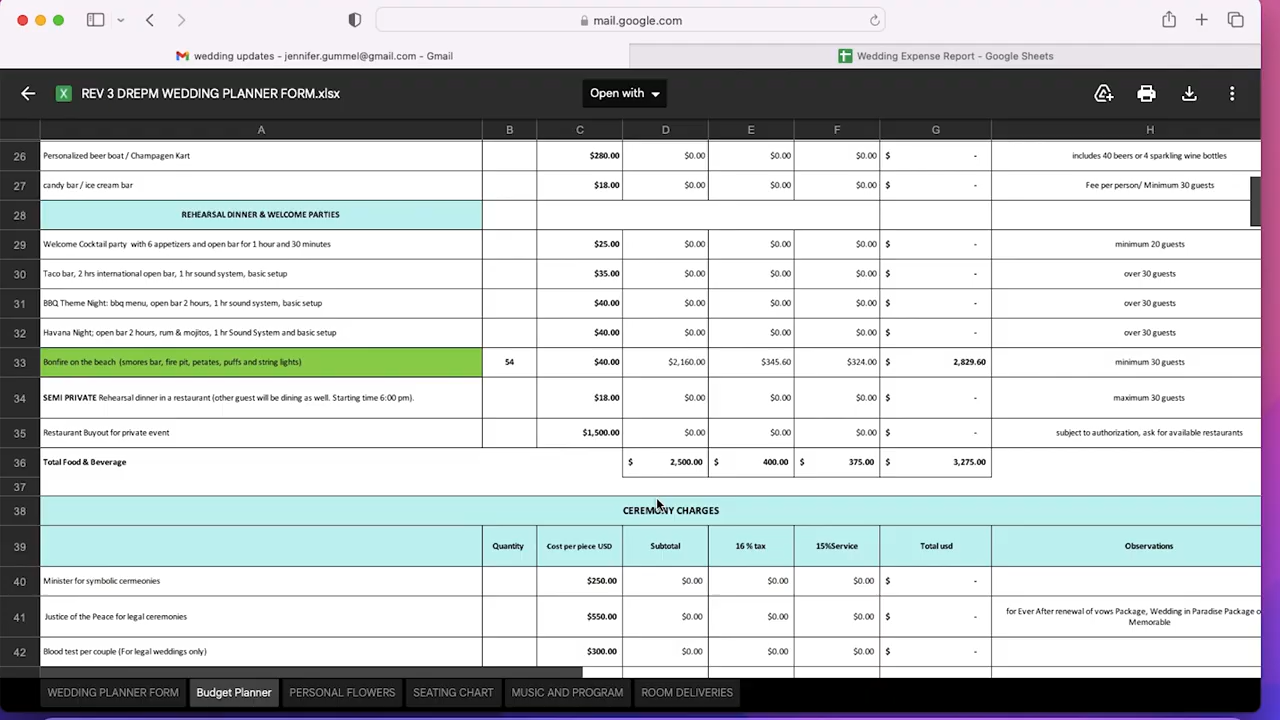 mail.google.com
wedding updates - jennifer.gummel@gmail.com - Gmail
Wedding Expense Report - Google Sheets
X REV 3 DREPM WEDDING PLANNER FORM.xlsx Open with
A B C D E F G H
26 Personalized beer boat / Champagen Kart $280.00 $0.00 $0.00 $0.00 $ - includes 40 beers or 4 sparkling wine bottles
27 candy bar / ice cream bar $18.00 $0.00 $0.00 $0.00 $ - Fee per person/ Minimum 30 guests
28 REHEARSAL DINNER & WELCOME PARTIES
29 Welcome Cocktail party with 6 appetizers and open bar for 1 hour and 30 minutes $25.00 $0.00 $0.00 $0.00 $ - minimum 20 guests
30 Taco bar, 2 hrs international open bar, 1 hr sound system, basic setup $35.00 $0.00 $0.00 $0.00 $ - over 30 guests
31 BBQ Theme Night: bbq menu, open bar 2 hours, 1 hr sound system, basic setup $40.00 $0.00 $0.00 $0.00 $ - over 30 guests
32 Havana Night; open bar 2 hours, rum & mojitos, 1 hr Sound System and basic setup $40.00 $0.00 $0.00 $0.00 $ - over 30 guests
33 Bonfire on the beach (smores bar, fire pit, petates, puffs and string lights) 54 $40.00 $2,160.00 $345.60 $324.00 $ 2,829.60 minimum 30 guests
34 SEMI PRIVATE Rehearsal dinner in a restaurant (other guest will be dining as well. Starting time 6:00 pm). $18.00 $0.00 $0.00 $0.00 $ - maximum 30 guests
35 Restaurant Buyout for private event $1,500.00 $0.00 $0.00 $0.00 $ - subject to authorization, ask for available restaurants
36 Total Food & Beverage $ 2,500.00 $ 400.00 $ 375.00 $ 3,275.00
37
38 CEREMONY CHARGES
39 Quantity Cost per piece USD Subtotal 16 % tax 15%Service Total usd Observations
40 Minister for symbolic cermeonies $250.00 $0.00 $0.00 $0.00 $ -
41 Justice of the Peace for legal ceremonies $550.00 $0.00 $0.00 $0.00 $ - for Ever After renewal of vows Package, Wedding in Paradise Package o
Memorable
42 Blood test per couple (For legal weddings only) $300.00 $0.00 $0.00 $0.00 $ -
WEDDING PLANNER FORM Budget Planner PERSONAL FLOWERS SEATING CHART MUSIC AND PROGRAM ROOM DELIVERIES